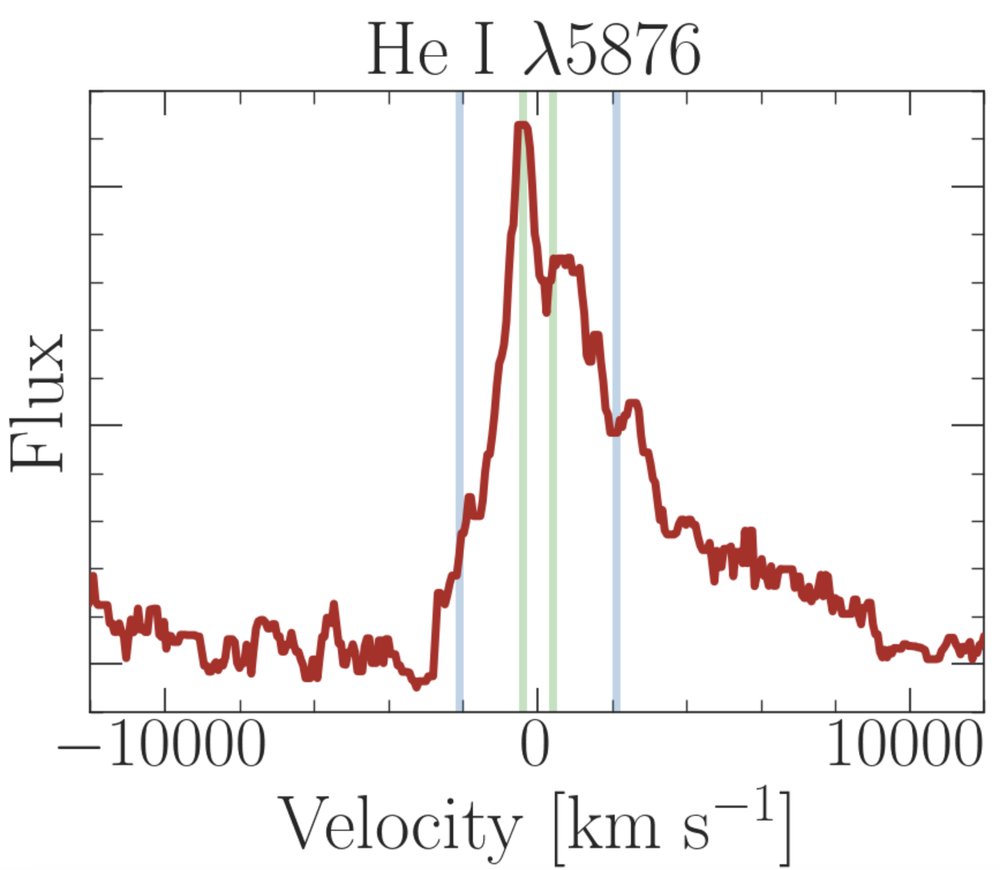 He I λ5876
Flux
−10000
0
10000
Velocity [km s⁻¹]